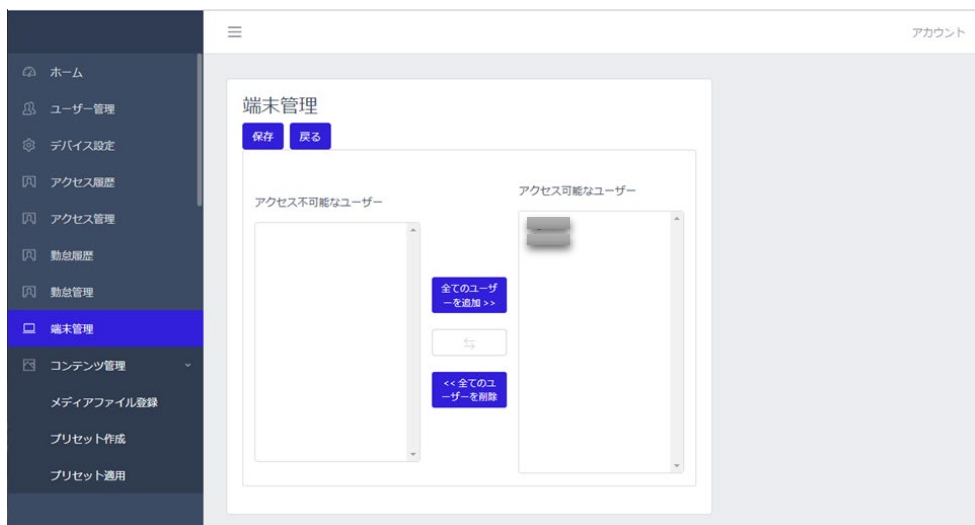 アカウント
ホーム
ユーザー管理
デバイス設定
アクセス履歴
アクセス管理
勤怠履歴
勤怠管理
端末管理
コンテンツ管理
メディアファイル登録
プリセット作成
プリセット適用
端末管理
保存
戻る
アクセス不可能なユーザー
アクセス可能なユーザー
全てのユーザ
ーを追加 >>
<< 全てのユ
ーザーを削除